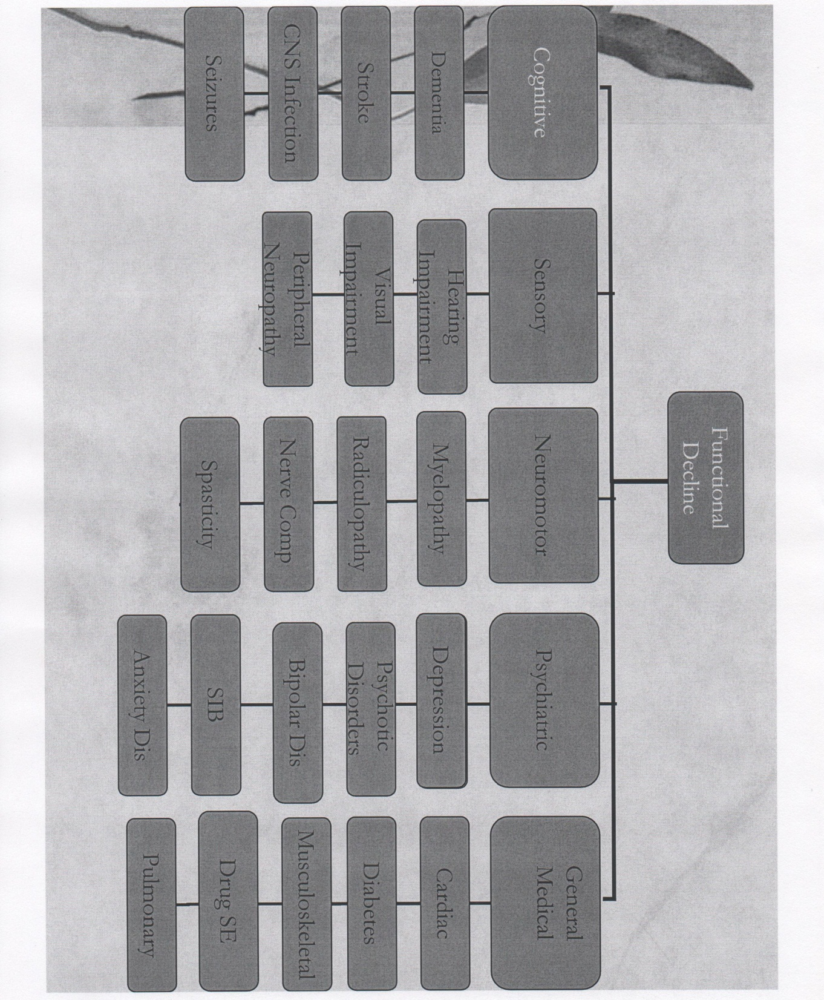 Functional
Decline
Cognitive
Dementia
Stroke
CNS Infection
Seizures
Sensory
Hearing
Impairment
Visual
Impairment
Peripheral
Neuropathy
Neuromotor
Myelopathy
Radiculopathy
Nerve Comp
Spasticity
Psychiatric
Depression
Psychotic
Disorders
Bipolar Dis
SIB
Anxiety Dis
General
Medical
Cardiac
Diabetes
Musculoskeletal
Drug SE
Pulmonary